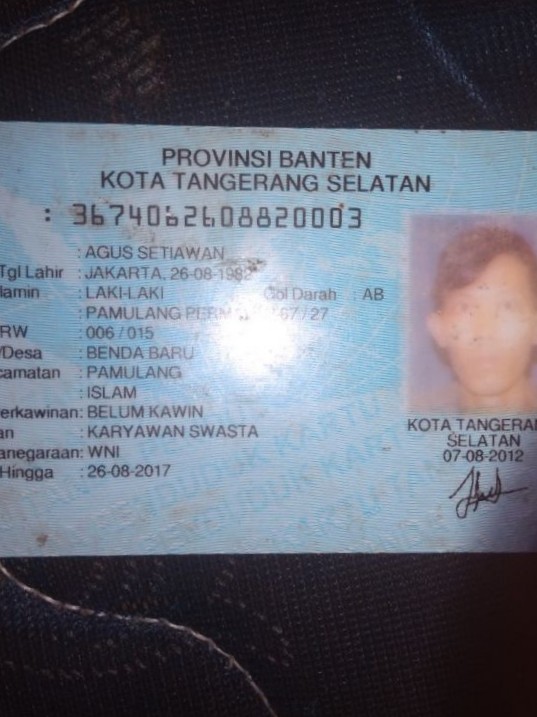 PROVINSI BANTEN
KOTA TANGERANG SELATAN
: 3674062608820003
: AGUS SETIAWAN
Tgl Lahir : JAKARTA, 26-08-1982
lamin : LAKI-LAKI Gol Darah : AB
: PAMULANG 67 / 27
RW : 006 / 015
/Desa : BENDA BARU
camatan : PAMULANG
: ISLAM
erkawinan: BELUM KAWIN
an : KARYAWAN SWASTA
anegaraan: WNI
Hingga : 26-08-2017
KOTA TANGERAN
SELATAN
07-08-2012